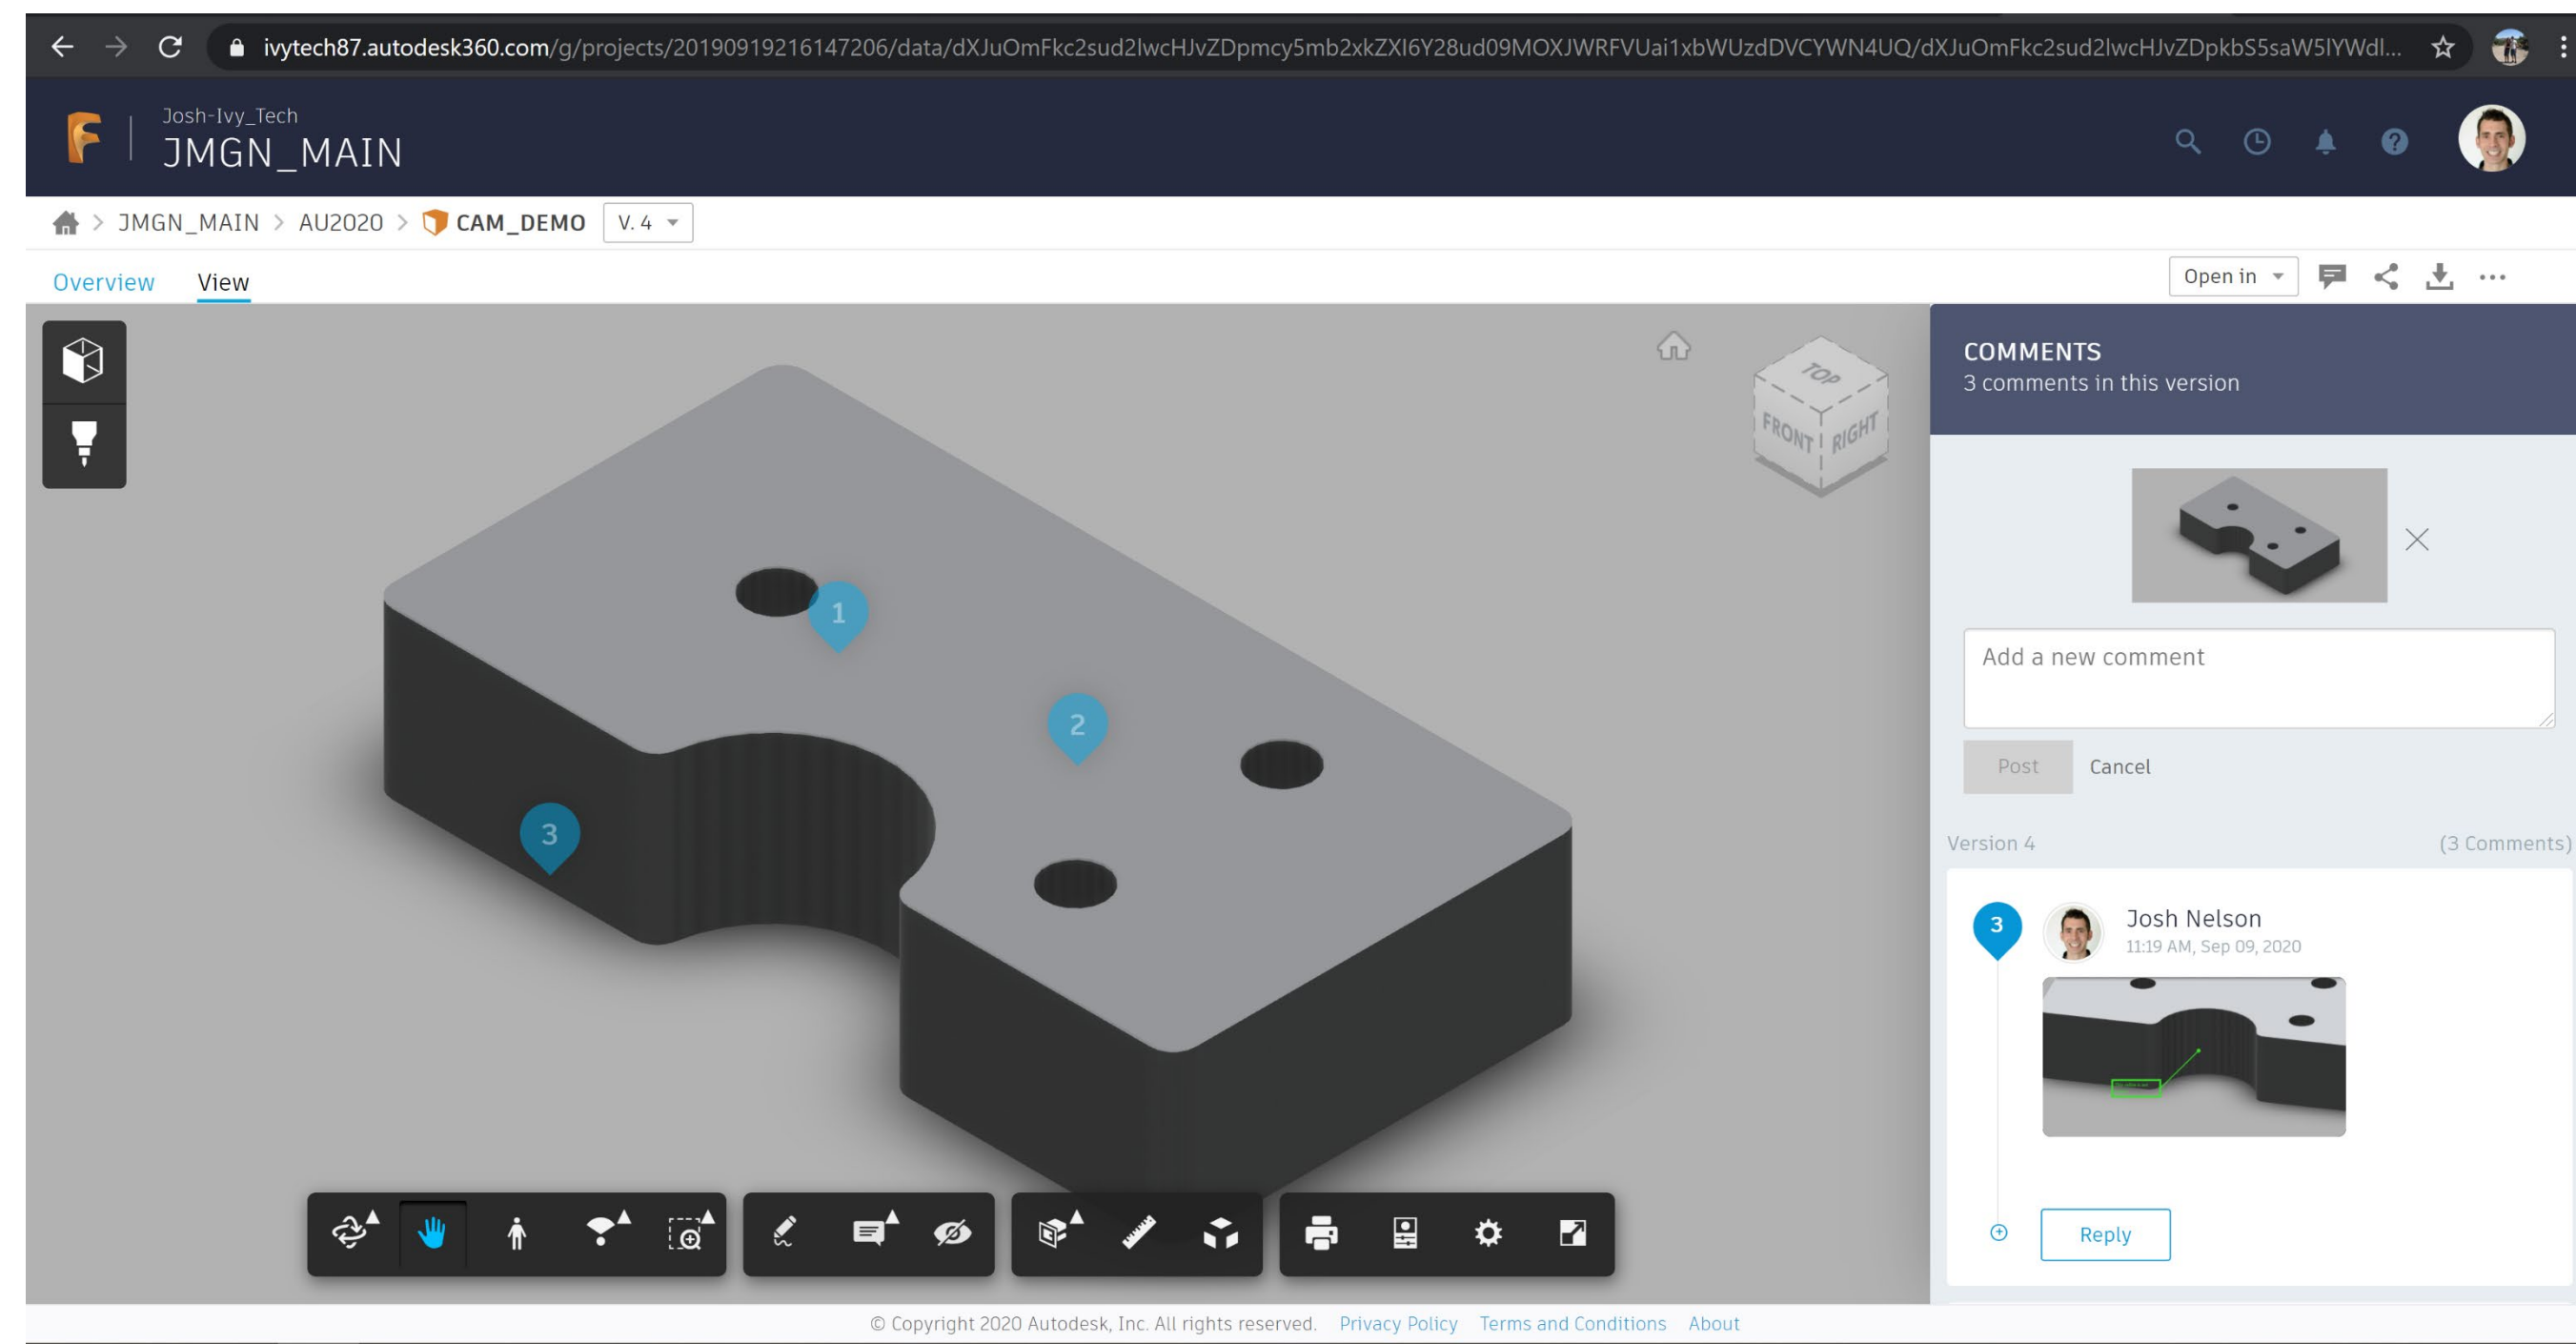 ivytech87.autodesk360.com/g/projects/20190919216147206/data/dXJuOmFkc2sud2lwcHJvZDpmcy5mb2xkZXI6Y28ud09MOXJWRFVUai1xbWUzdDVCYWN4UQ/dXJuOmFkc2sud2lwcHJvZDpkbS5saW5lYWdl...
Josh-Ivy_Tech
JMGN_MAIN
JMGN_MAIN > AU2020 > CAM_DEMO V. 4
Overview View
Open in
TOP
FRONT RIGHT
1
2
3
COMMENTS
3 comments in this version
Add a new comment
Post Cancel
Version 4 (3 Comments)
3
Josh Nelson
11:19 AM, Sep 09, 2020
Reply
© Copyright 2020 Autodesk, Inc. All rights reserved. Privacy Policy Terms and Conditions About